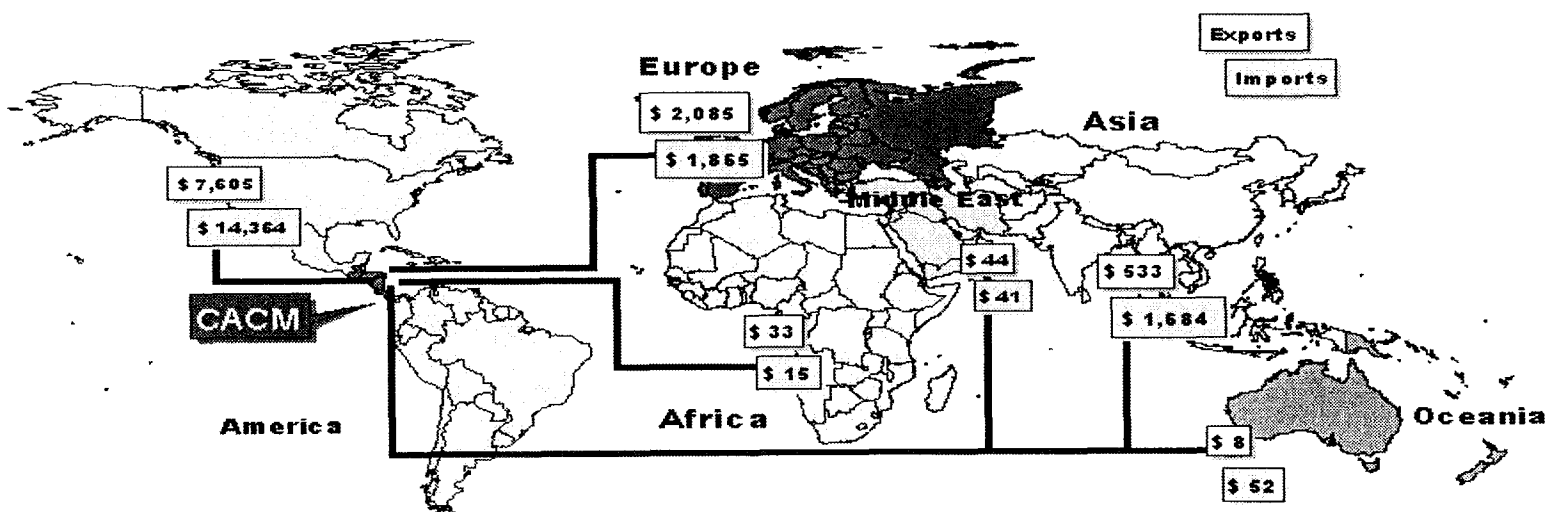 Exports
Imports
Europe
$ 2,085
$ 1,865
Asia
$ 7,605
$ 14,364
Middle East
$ 44
$ 41
$ 533
$ 1,684
CACM
$ 33
$ 15
America
Africa
Oceania
$ 8
$ 52